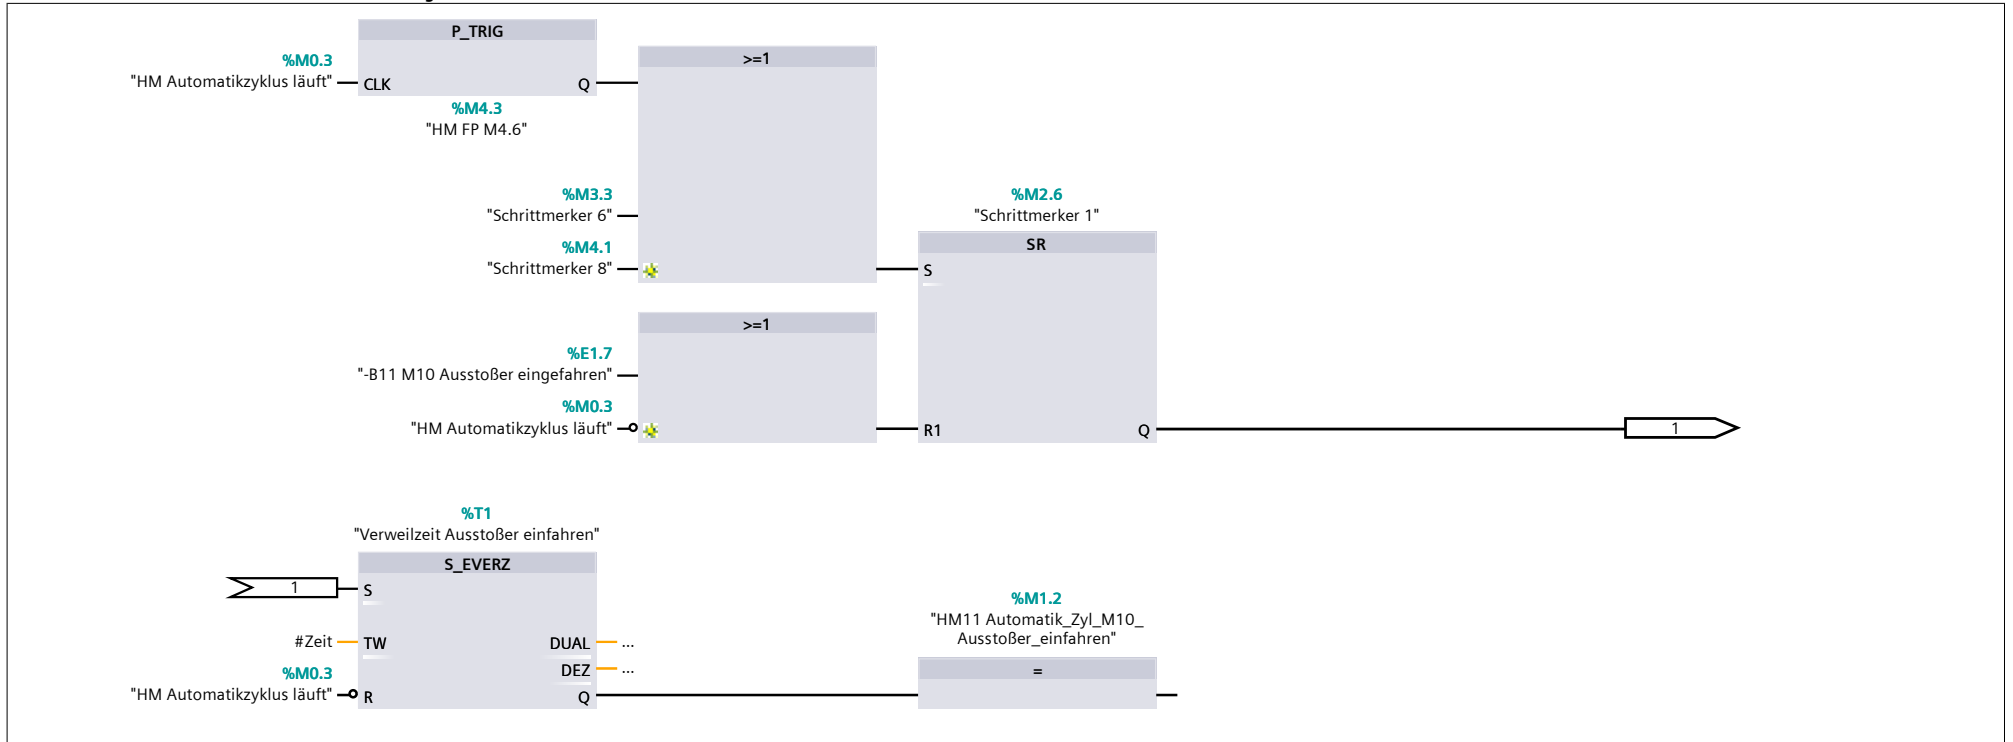 P_TRIG
%M0.3
"HM Automatikzyklus läuft"
CLK
Q
%M4.3
"HM FP M4.6"
>=1
%M3.3
"Schrittmerker 6"
%M4.1
"Schrittmerker 8"
%M2.6
"Schrittmerker 1"
SR
S
>=1
%E1.7
"-B11 M10 Ausstoßer eingefahren"
%M0.3
"HM Automatikzyklus läuft"
R1
Q
1
%T1
"Verweilzeit Ausstoßer einfahren"
S_EVERZ
1
S
#Zeit
TW
DUAL
...
DEZ
...
%M0.3
"HM Automatikzyklus läuft"
R
Q
%M1.2
"HM11 Automatik_Zyl_M10_
Ausstoßer_einfahren"
=